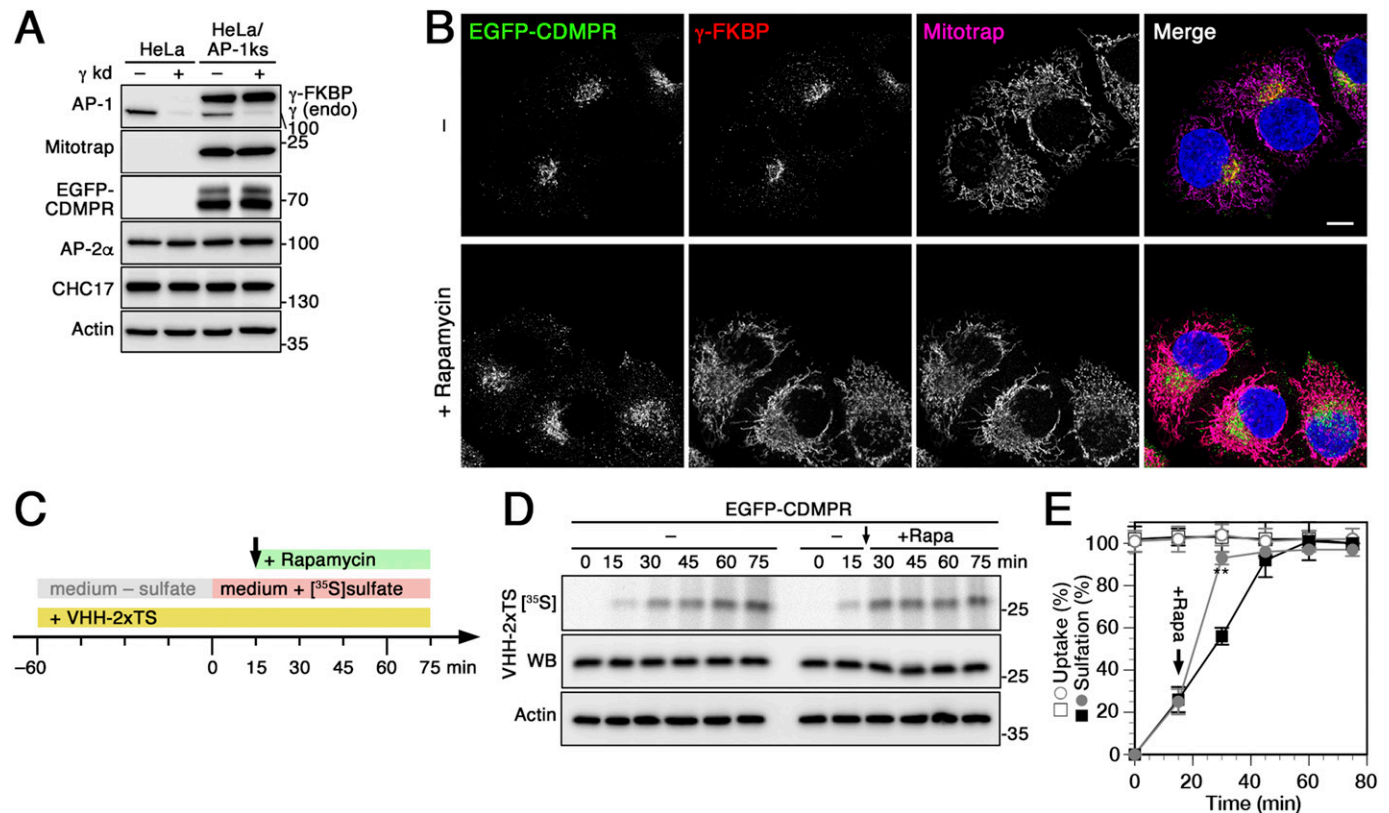 A
HeLa
HeLa/
AP-1ks
γ kd
– + – +
AP-1
γ-FKBP
γ (endo)
100
25
Mitotrap
EGFP-
CDMPR
-70
AP-2α
-100
CHC17
130
Actin
-35
B
EGFP-CDMPR
γ-FKBP
Mitotrap
Merge
–
+ Rapamycin
C
+ Rapamycin
medium – sulfate
medium + [³⁵S]sulfate
+ VHH-2xTS
–60 0 15 30 45 60 75 min
D
EGFP-CDMPR
– – +Rapa
0 15 30 45 60 75 0 15 30 45 60 75 min
VHH-2xTS
[³⁵S]
-25
WB
-25
Actin
-35
E
Uptake (%)
Sulfation (%)
100
80
60
40
20
0
**
+Rapa
0 20 40 60 80
Time (min)